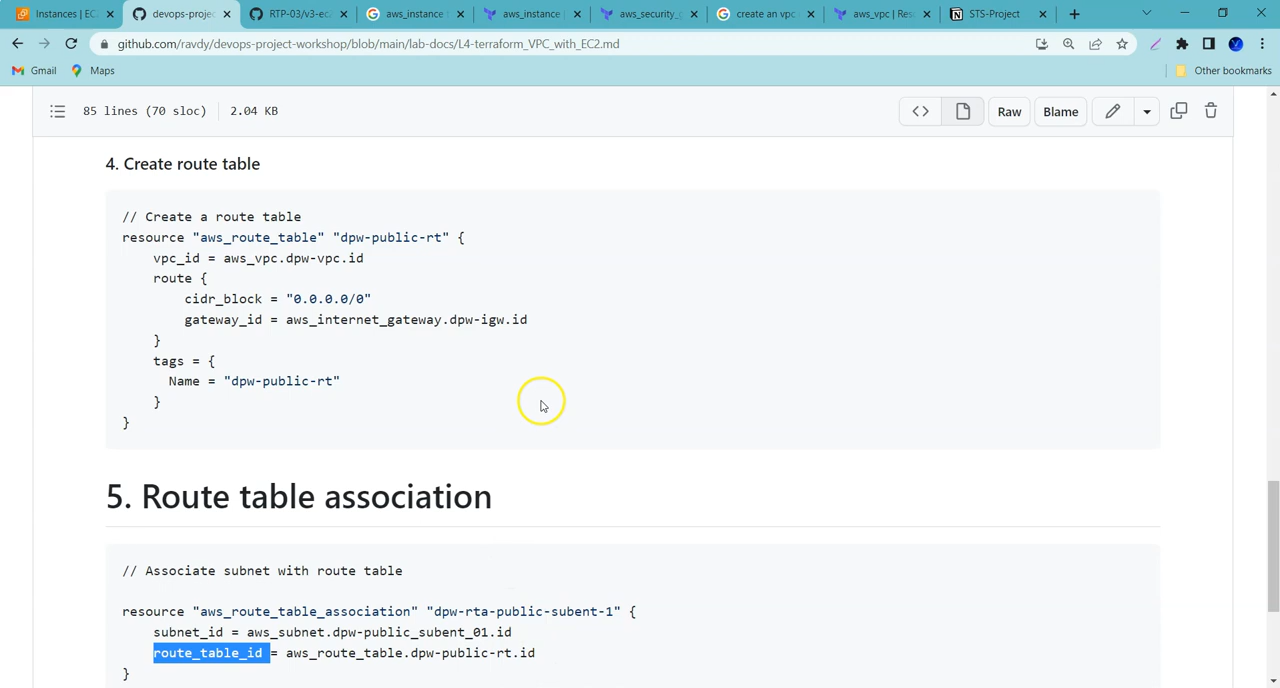 Instances | EC2
devops-proje
RTP-03/v3-ec
aws_instance
aws_instance
aws_security_g
create an vpc
aws_vpc | Res
STS-Project
github.com/ravdy/devops-project-workshop/blob/main/lab-docs/L4-terraform_VPC_with_EC2.md
Gmail
Maps
Other bookmarks
85 lines (70 sloc)
2.04 KB
Raw
Blame
4. Create route table
// Create a route table
resource "aws_route_table" "dpw-public-rt" {
vpc_id = aws_vpc.dpw-vpc.id
route {
cidr_block = "0.0.0.0/0"
gateway_id = aws_internet_gateway.dpw-igw.id
}
tags = {
Name = "dpw-public-rt"
}
}
5. Route table association
// Associate subnet with route table
resource "aws_route_table_association" "dpw-rta-public-subent-1" {
subnet_id = aws_subnet.dpw-public_subent_01.id
route_table_id = aws_route_table.dpw-public-rt.id
}